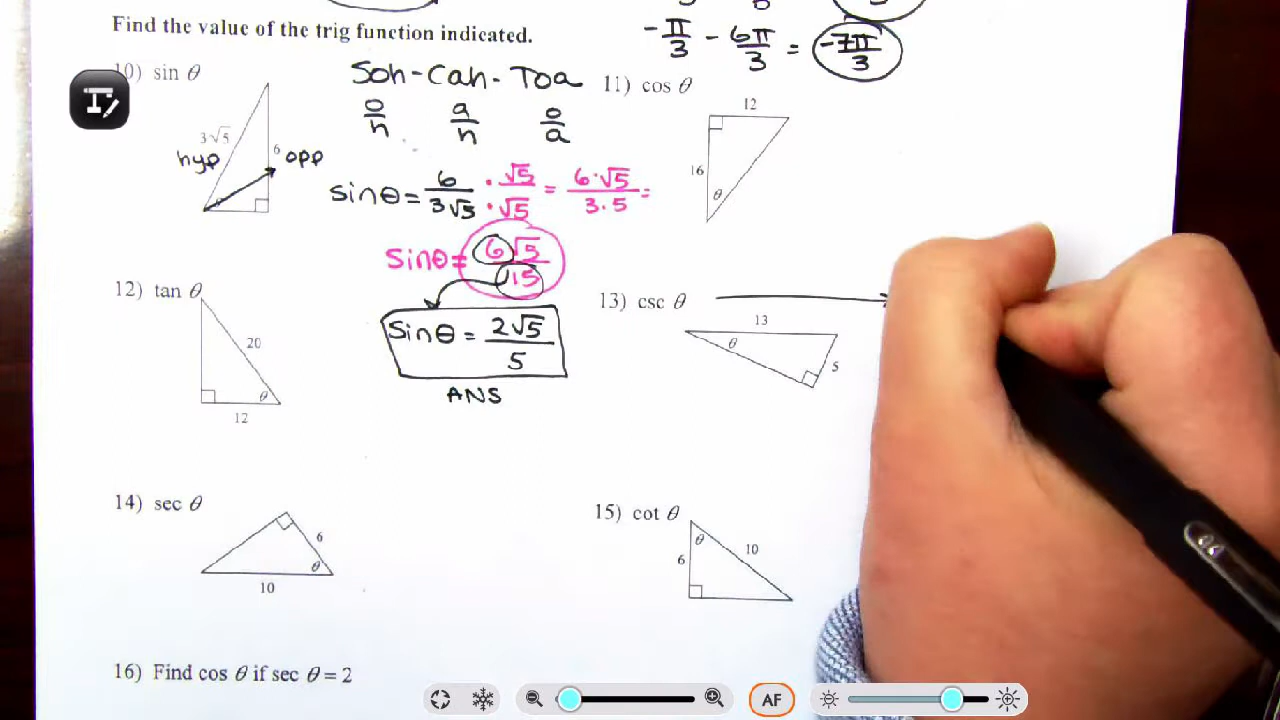 -π/3 - 6π/3 = -7π/3
Find the value of the trig function indicated.
10) sin θ
Soh-Cah-Toa
o/h a/h o/a
3√5
6
hyp
opp
sinθ = 6/3√5 · √5/√5 = 6·√5/3·5 =
sinθ = 6√5/15
sinθ = 2√5/5
ANS
11) cos θ
12
16
θ
12) tan θ
20
θ
12
13) csc θ
13
θ
5
14) sec θ
6
θ
10
15) cot θ
θ
6
10
16) Find cos θ if sec θ = 2
AF